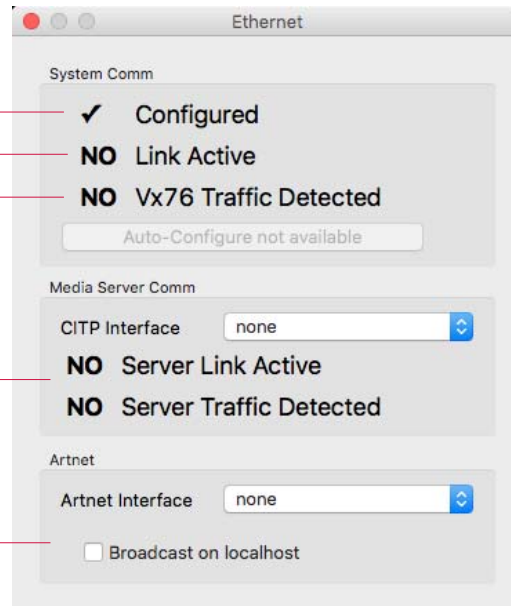 Ethernet
System Comm
✓ Configured
NO Link Active
NO Vx76 Traffic Detected
Auto-Configure not available
Media Server Comm
CITP Interface none
NO Server Link Active
NO Server Traffic Detected
Artnet
Artnet Interface none
Broadcast on localhost